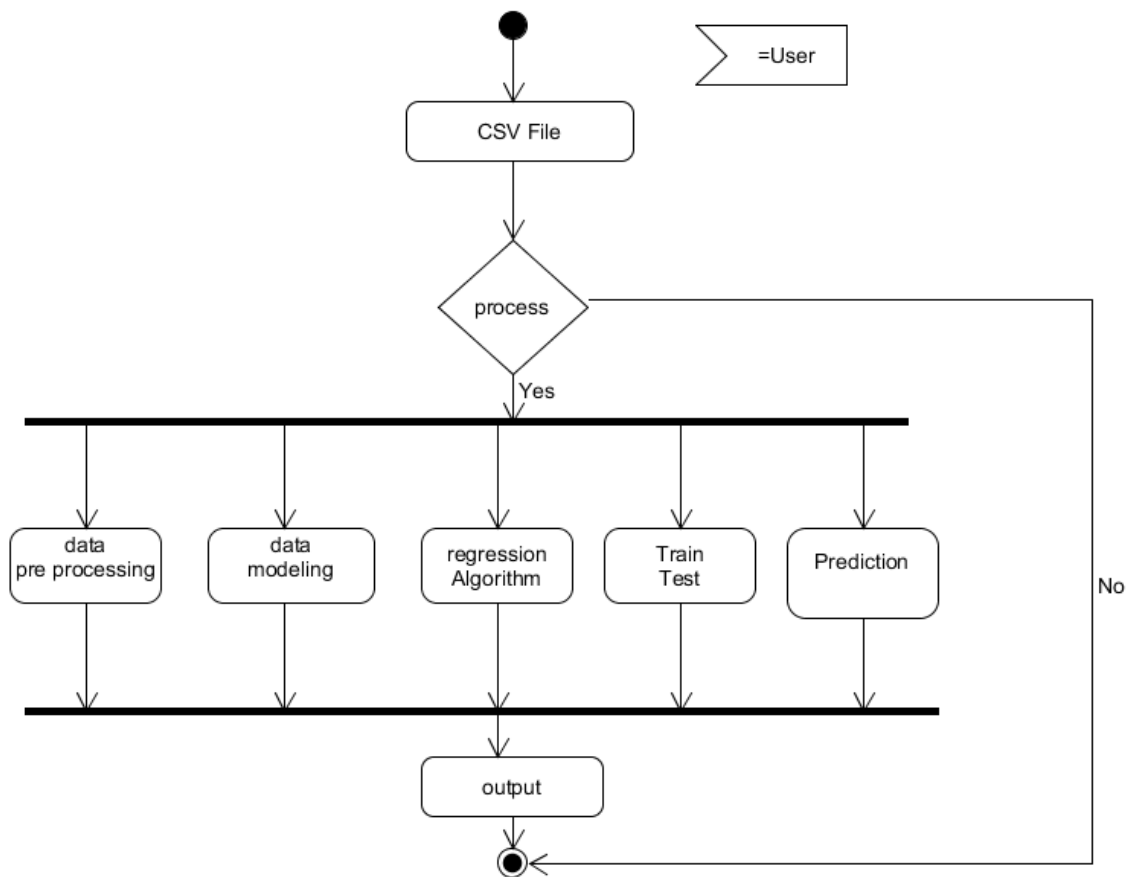 =User
CSV File
process
Yes
data
pre processing
data
modeling
regression
Algorithm
Train
Test
Prediction
No
output